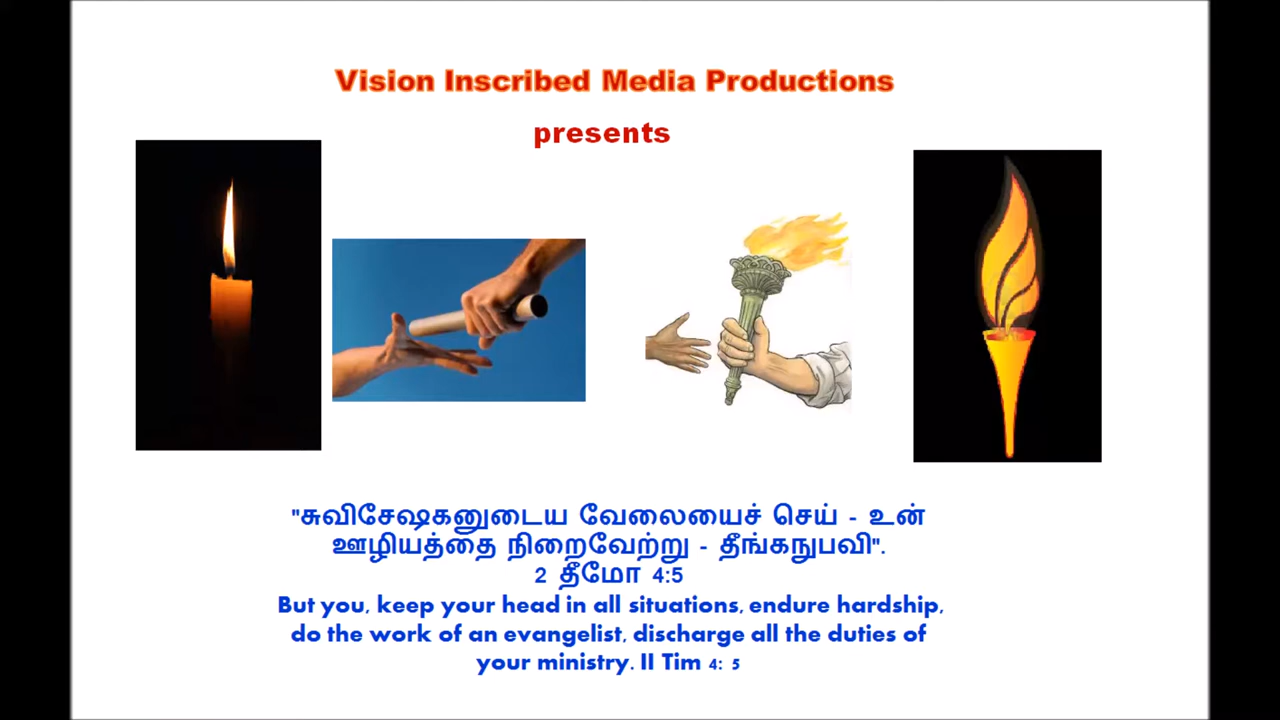 Vision Inscribed Media Productions
presents
"சுவிசேஷகனுடைய வேலையைச் செய் - உன்
ஊழியத்தை நிறைவேற்று - தீங்கநுபவி".
2 தீமோ 4:5
But you, keep your head in all situations, endure hardship,
do the work of an evangelist, discharge all the duties of
your ministry. II Tim 4: 5